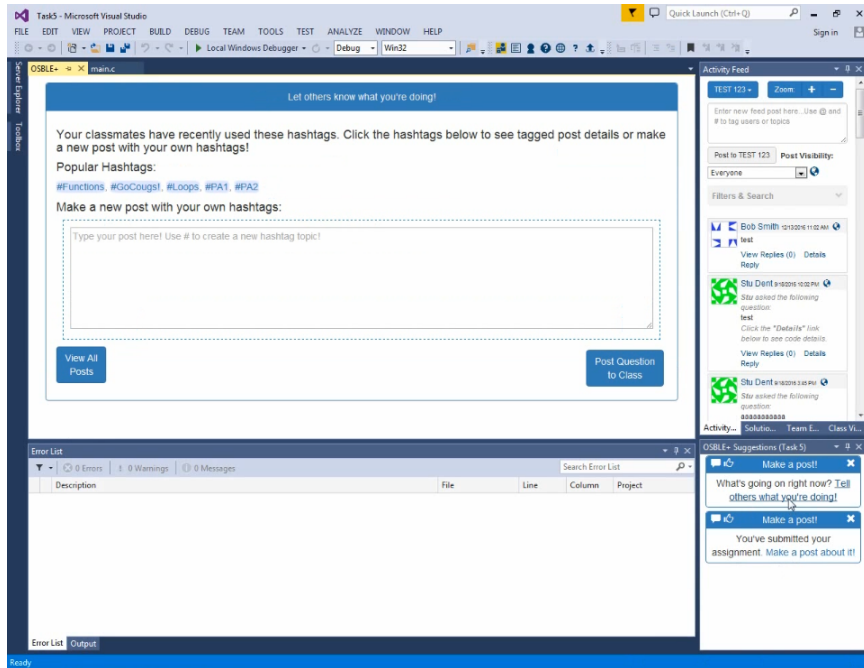 Task5 - Microsoft Visual Studio
Quick Launch (Ctrl+Q)
FILE EDIT VIEW PROJECT BUILD DEBUG TEAM TOOLS TEST ANALYZE WINDOW HELP
Sign in
Local Windows Debugger
Debug
Win32
Server Explorer
Toolbox
OSBLE+
main.c
Let others know what you're doing!
Your classmates have recently used these hashtags. Click the hashtags below to see tagged post details or make
a new post with your own hashtags!
Popular Hashtags:
#Functions, #GoCougs!, #Loops, #PA1, #PA2
Make a new post with your own hashtags:
Type your post here! Use # to create a new hashtag topic!
View All
Posts
Post Question
to Class
Error List
0 Errors
0 Warnings
0 Messages
Search Error List
Description File Line Column Project
Error List Output
Ready
Activity Feed
TEST 123
Zoom: + −
Enter new feed post here...Use @ and
# to tag users or topics
Post to TEST 123 Post Visibility:
Everyone
Filters & Search
Bob Smith 12/13/2016 11:02 AM
test
View Replies (0) Details
Reply
Stu Dent 9/18/2016 10:02 PM
Stu asked the following
question:
test
Click the "Details" link
below to see code details.
View Replies (0) Details
Reply
Stu Dent
Stu asked the following
question:
Activity... Solutio... Team E... Class Vi...
OSBLE+ Suggestions (Task 5)
Make a post!
What's going on right now? Tell
others what you're doing!
Make a post!
You've submitted your
assignment. Make a post about it!